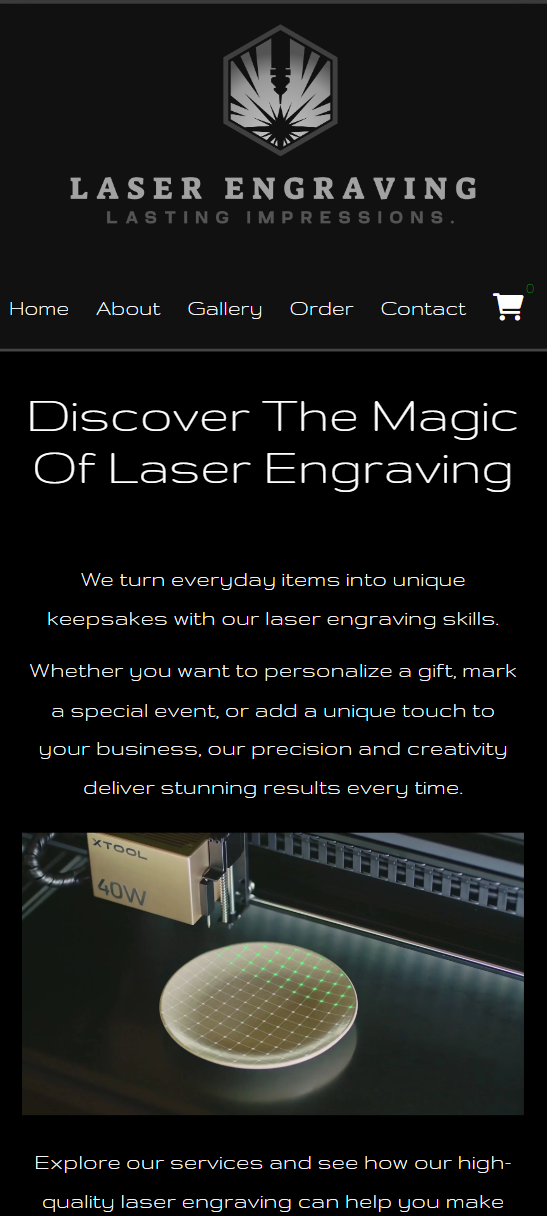 LASER ENGRAVING
LASTING IMPRESSIONS.
Home About Gallery Order Contact 0
Discover The Magic
Of Laser Engraving
We turn everyday items into unique
keepsakes with our laser engraving skills.
Whether you want to personalize a gift, mark
a special event, or add a unique touch to
your business, our precision and creativity
deliver stunning results every time.
XTOOL
40W
Explore our services and see how our high-
quality laser engraving can help you make